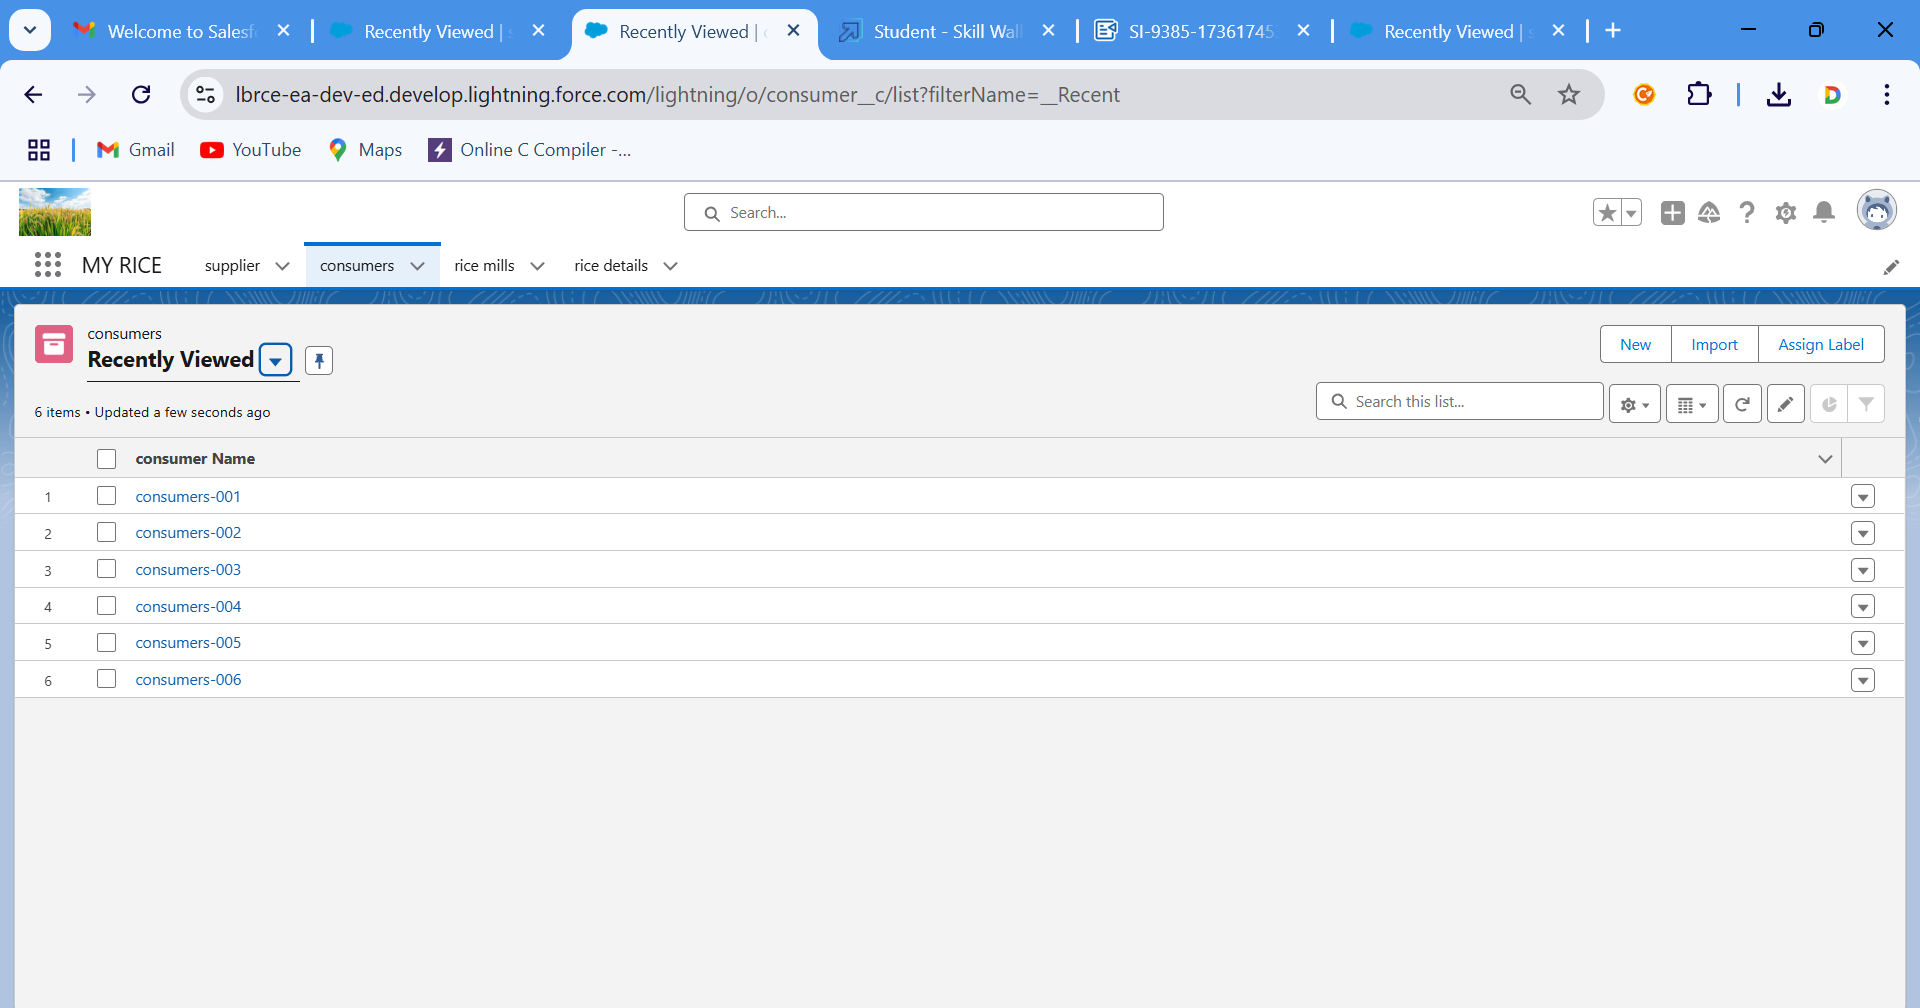 Welcome to Salesf
Recently Viewed |
Recently Viewed |
Student - Skill Wall
SI-9385-17361745
Recently Viewed |
lbrce-ea-dev-ed.develop.lightning.force.com/lightning/o/consumer__c/list?filterName=__Recent
Gmail
YouTube
Maps
Online C Compiler -...
Search...
MY RICE
supplier
consumers
rice mills
rice details
consumers
Recently Viewed
New
Import
Assign Label
6 items • Updated a few seconds ago
Search this list...
consumer Name
1 consumers-001
2 consumers-002
3 consumers-003
4 consumers-004
5 consumers-005
6 consumers-006